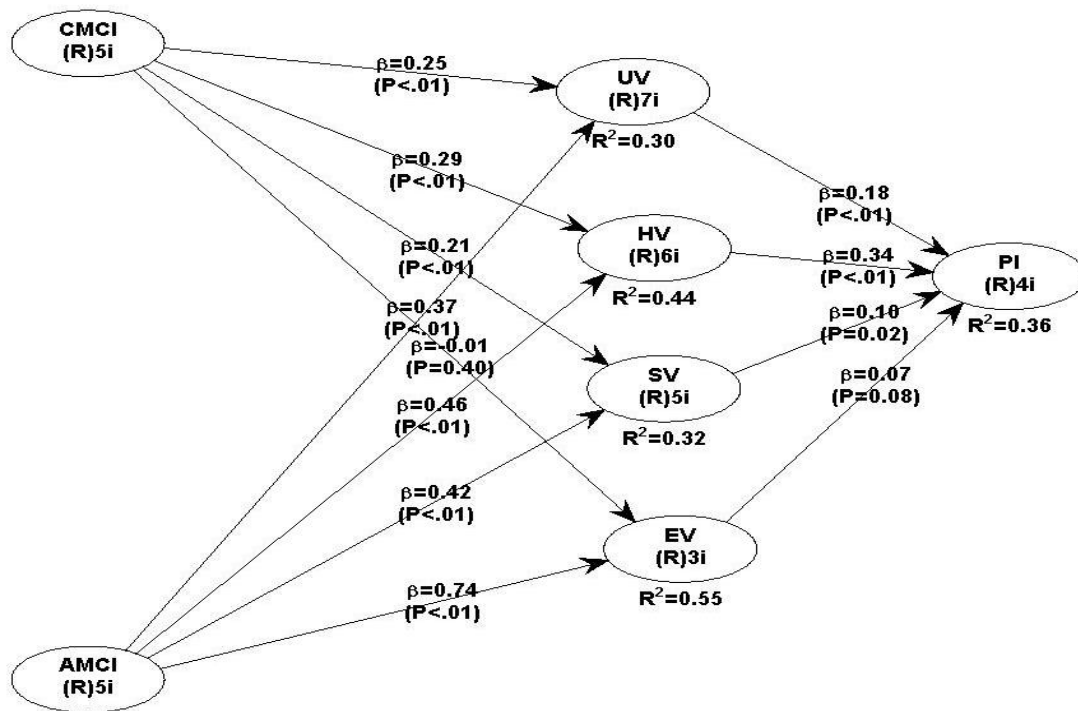 CMCI
(R)5i
β=0.25
(P<.01)
UV
(R)7i
R²=0.30
β=0.29
(P<.01)
β=0.18
(P<.01)
β=0.21
(P<.01)
HV
(R)6i
R²=0.44
β=0.34
(P<.01)
PI
(R)4i
R²=0.36
β=0.37
(P<.01)
β=-0.01
(P=0.40)
β=0.10
(P=0.02)
SV
(R)5i
R²=0.32
β=0.07
(P=0.08)
β=0.46
(P<.01)
β=0.42
(P<.01)
EV
(R)3i
R²=0.55
β=0.74
(P<.01)
AMCI
(R)5i